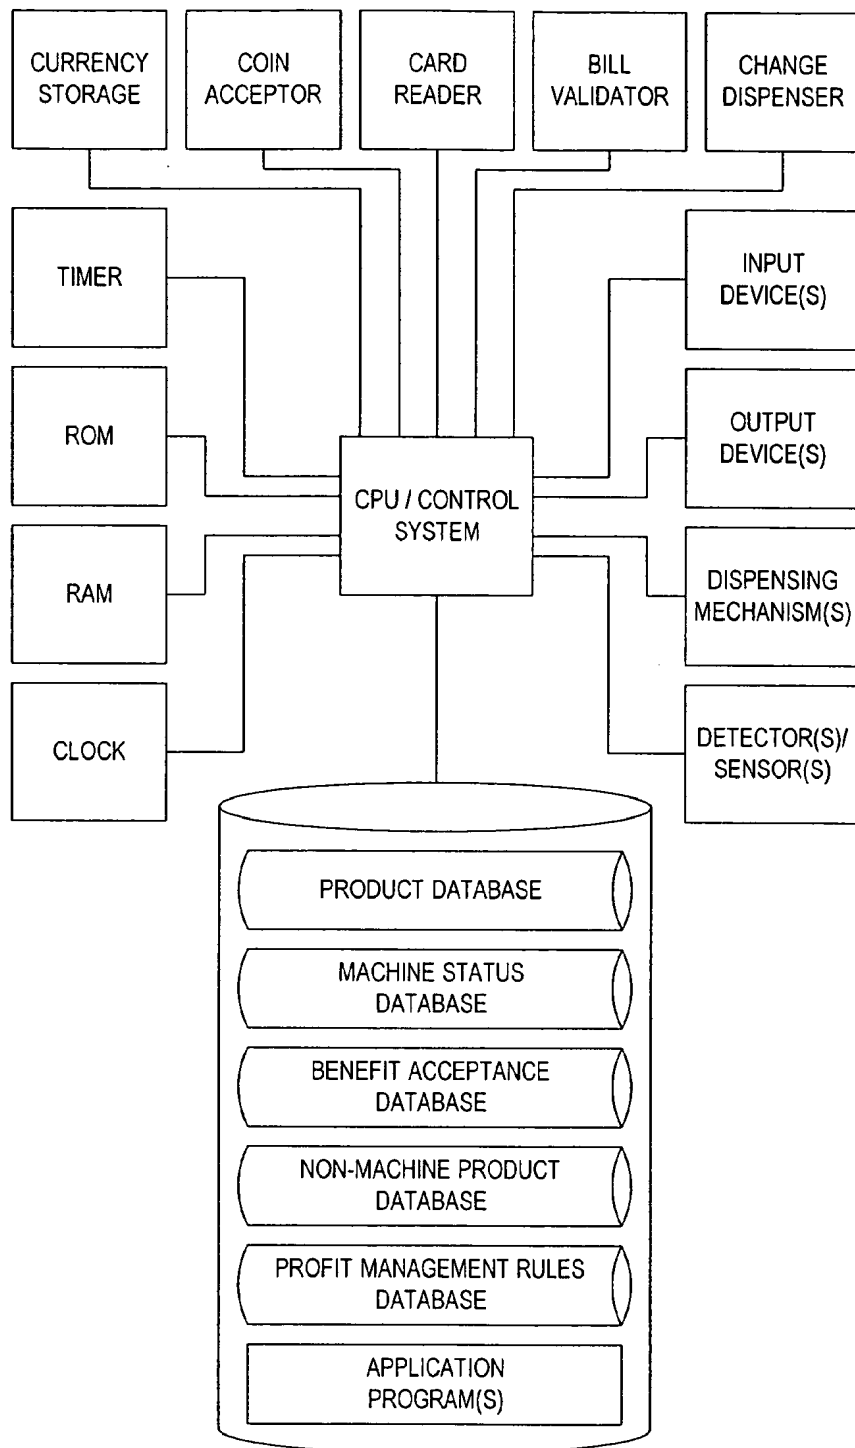 CURRENCY
STORAGE
COIN
ACCEPTOR
CARD
READER
BILL
VALIDATOR
CHANGE
DISPENSER
TIMER
INPUT
DEVICE(S)
ROM
OUTPUT
DEVICE(S)
CPU / CONTROL
SYSTEM
RAM
DISPENSING
MECHANISM(S)
CLOCK
DETECTOR(S)/
SENSOR(S)
PRODUCT DATABASE
MACHINE STATUS
DATABASE
BENEFIT ACCEPTANCE
DATABASE
NON-MACHINE PRODUCT
DATABASE
PROFIT MANAGEMENT RULES
DATABASE
APPLICATION
PROGRAM(S)